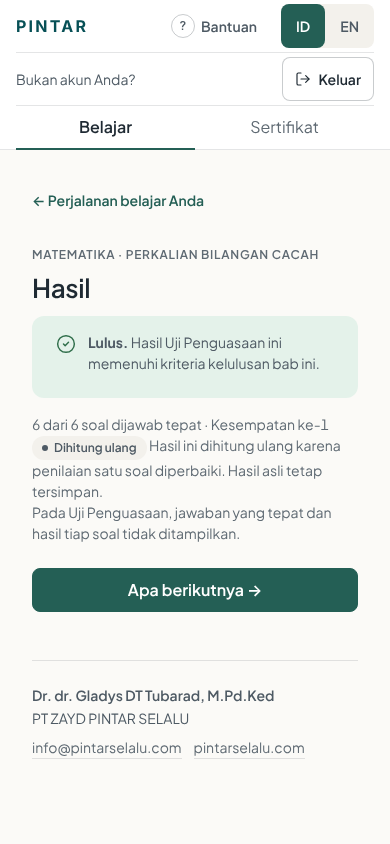 PINTAR
? Bantuan
ID
EN
Bukan akun Anda?
Keluar
Belajar
Sertifikat
← Perjalanan belajar Anda
MATEMATIKA · PERKALIAN BILANGAN CACAH
Hasil
Lulus. Hasil Uji Penguasaan ini
memenuhi kriteria kelulusan bab ini.
6 dari 6 soal dijawab tepat · Kesempatan ke-1
Dihitung ulang Hasil ini dihitung ulang karena
penilaian satu soal diperbaiki. Hasil asli tetap
tersimpan.
Pada Uji Penguasaan, jawaban yang tepat dan
hasil tiap soal tidak ditampilkan.
Apa berikutnya →
Dr. dr. Gladys DT Tubarad, M.Pd.Ked
PT ZAYD PINTAR SELALU
info@pintarselalu.com pintarselalu.com